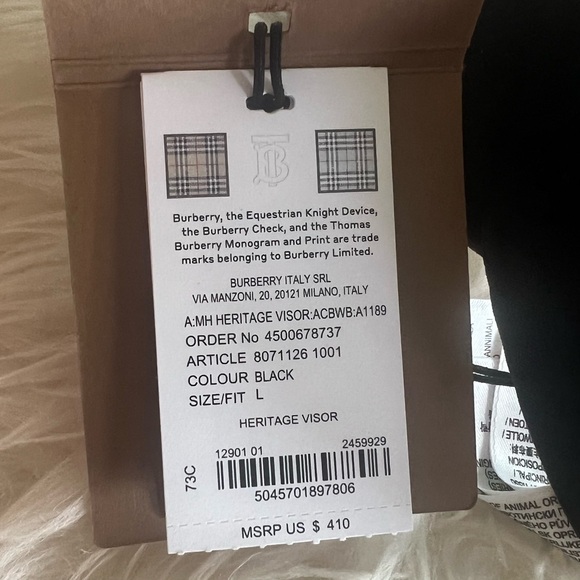 B
Burberry, the Equestrian Knight Device,
the Burberry Check, and the Thomas
Burberry Monogram and Print are trade
marks belonging to Burberry Limited.
BURBERRY ITALY SRL
VIA MANZONI, 20, 20121 MILANO, ITALY
A:MH HERITAGE VISOR:ACBWB:A1189
ORDER No 4500678737
ARTICLE 8071126 1001
COLOUR BLACK
SIZE/FIT L
HERITAGE VISOR
73C
12901 01 2459929
5045701897806
MSRP US $ 410
ANNIMAL